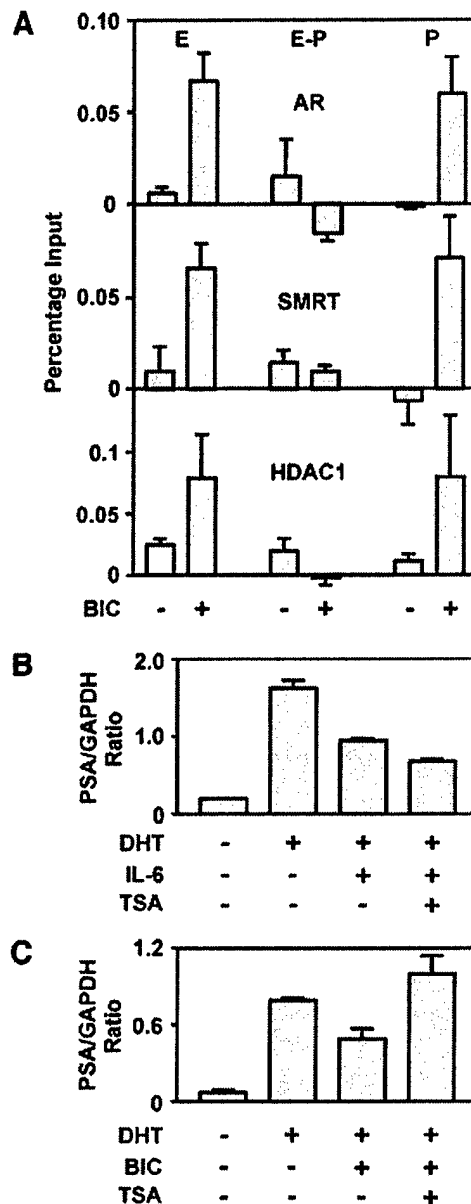 A
0.10
E E-P P
AR
0.05
0
SMRT
0.05
Percentage Input
0
HDAC1
0.1
0.05
0
BIC - + - + - +
B
2.0
1.0
0
PSA/GAPDH
Ratio
DHT - + + +
IL-6 - - + +
TSA - - - +
C
1.2
0.6
0
PSA/GAPDH
Ratio
DHT - + + +
BIC - - + +
TSA - - - +